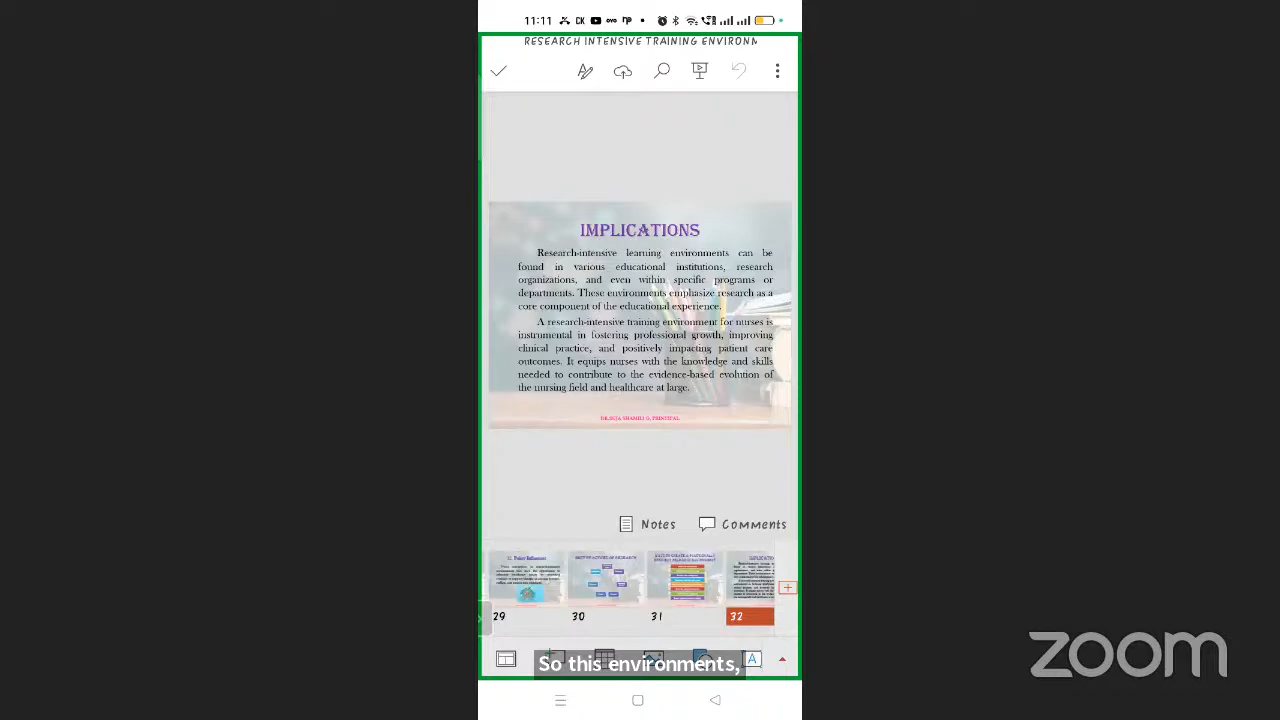 11:11 CK
RESEARCH INTENSIVE TRAINING ENVIRONM
IMPLICATIONS
Research-intensive learning environments can be
found in various educational institutions, research
organizations, and even within specific programs or
departments. These environments emphasize research as a
core component of the educational experience.
A research-intensive training environment for nurses is
instrumental in fostering professional growth, improving
clinical practice, and positively impacting patient care
outcomes. It equips nurses with the knowledge and skills
needed to contribute to the evidence-based evolution of
the nursing field and healthcare at large.
Notes Comments
29 30 31 32
So this environments,
zoom